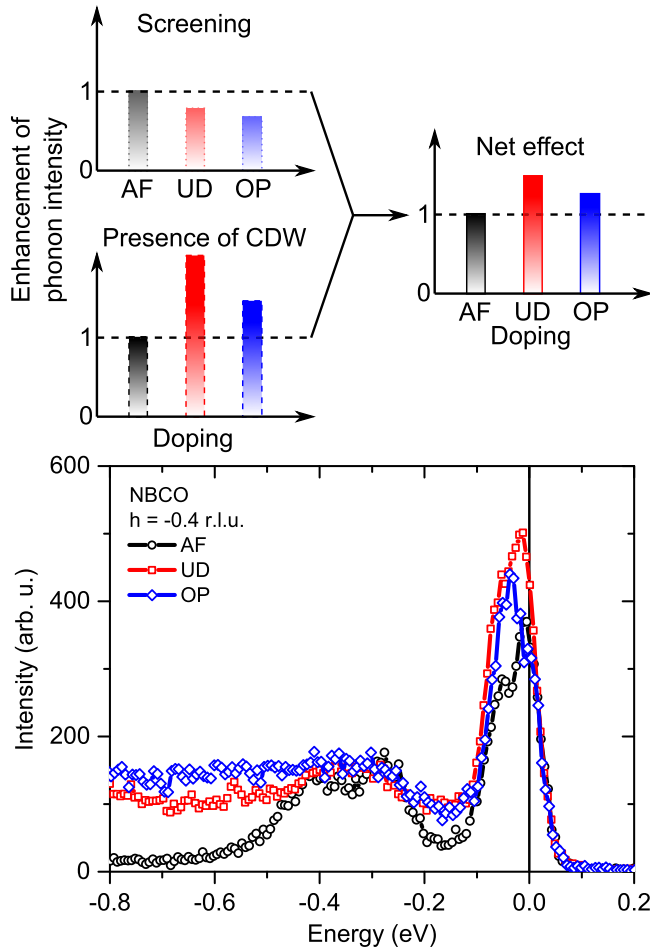 Screening
Enhancement of
phonon intensity
1
0
AF UD OP
Presence of CDW
1
0
Doping
Net effect
1
0
AF UD OP
Doping
600
400
200
0
Intensity (arb. u.)
NBCO
h = -0.4 r.l.u.
AF
UD
OP
-0.8 -0.6 -0.4 -0.2 0.0 0.2
Energy (eV)